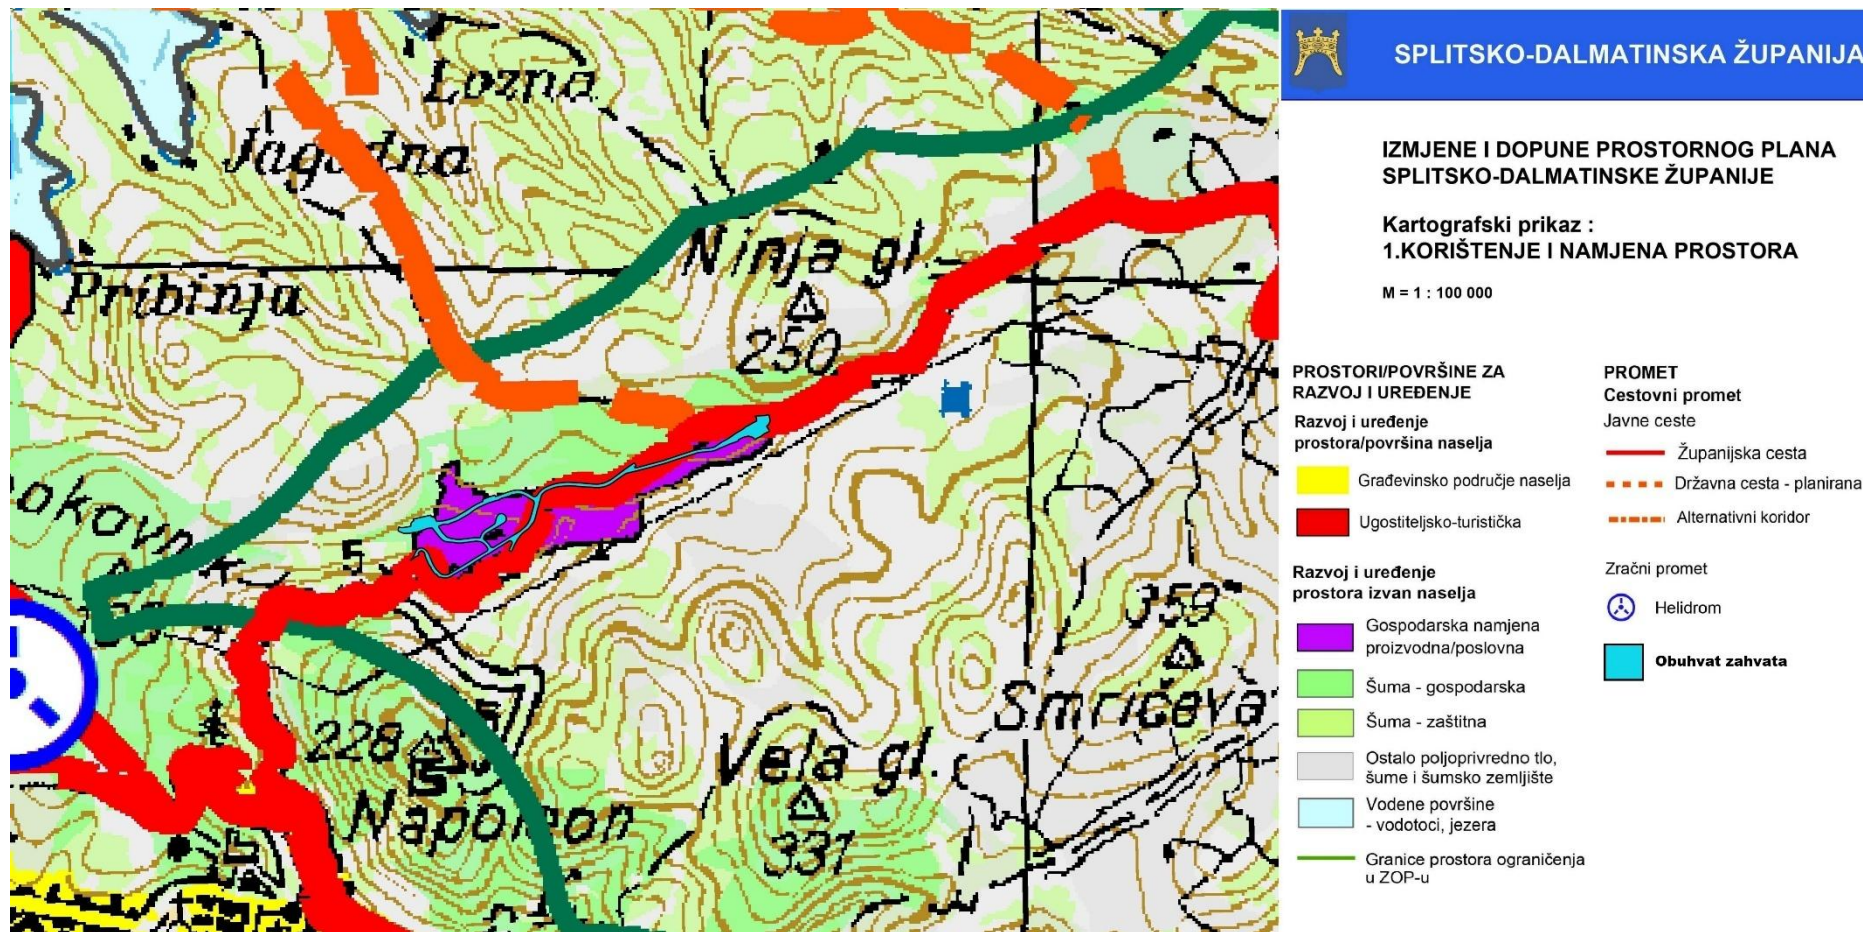 Lozna
Jagodna
Pribinja
Ninja gl.
250
5
359
228
Vela gl.
331
SPLITSKO-DALMATINSKA ŽUPANIJA
IZMJENE I DOPUNE PROSTORNOG PLANA
SPLITSKO-DALMATINSKE ŽUPANIJE
Kartografski prikaz :
1.KORIŠTENJE I NAMJENA PROSTORA
M = 1 : 100 000
PROSTORI/POVRŠINE ZA
RAZVOJ I UREĐENJE
Razvoj i uređenje
prostora/površina naselja
Građevinsko područje naselja
Ugostiteljsko-turistička
Razvoj i uređenje
prostora izvan naselja
Gospodarska namjena
proizvodna/poslovna
Šuma - gospodarska
Šuma - zaštitna
Ostalo poljoprivredno tlo,
šume i šumsko zemljište
Vodene površine
- vodotoci, jezera
Granice prostora ograničenja
u ZOP-u
PROMET
Cestovni promet
Javne ceste
Županijska cesta
Državna cesta - planirana
Alternativni koridor
Zračni promet
Helidrom
Obuhvat zahvata